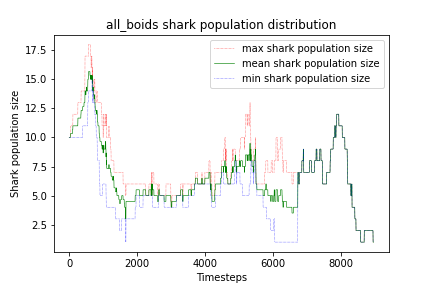 all_boids shark population distribution
max shark population size
mean shark population size
min shark population size
Shark population size
17.5
15.0
12.5
10.0
7.5
5.0
2.5
0 2000 4000 6000 8000
Timesteps